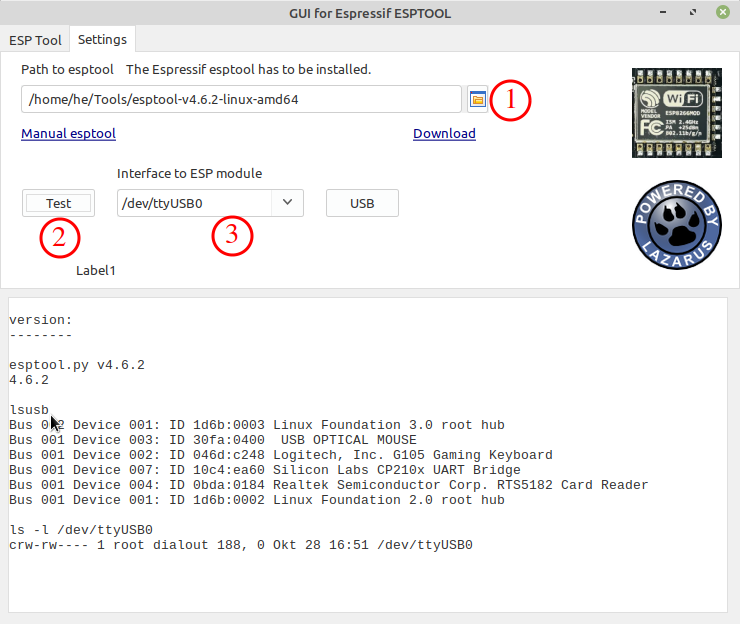 GUI for Espressif ESPTOOL
ESP Tool Settings
Path to esptool The Espressif esptool has to be installed.
/home/he/Tools/esptool-v4.6.2-linux-amd64
1
Manual esptool Download
Interface to ESP module
Test /dev/ttyUSB0 USB
2 3
Label1
WiFi
MODEL ESP8266MOD
VENDOR ISM 2.4GHz
FC PA +25dBm
802.11b/g/n
POWERED BY
LAZARUS
version:
--------
esptool.py v4.6.2
4.6.2
lsusb
Bus 002 Device 001: ID 1d6b:0003 Linux Foundation 3.0 root hub
Bus 001 Device 003: ID 30fa:0400  USB OPTICAL MOUSE
Bus 001 Device 002: ID 046d:c248 Logitech, Inc. G105 Gaming Keyboard
Bus 001 Device 007: ID 10c4:ea60 Silicon Labs CP210x UART Bridge
Bus 001 Device 004: ID 0bda:0184 Realtek Semiconductor Corp. RTS5182 Card Reader
Bus 001 Device 001: ID 1d6b:0002 Linux Foundation 2.0 root hub
ls -l /dev/ttyUSB0
crw-rw---- 1 root dialout 188, 0 Okt 28 16:51 /dev/ttyUSB0